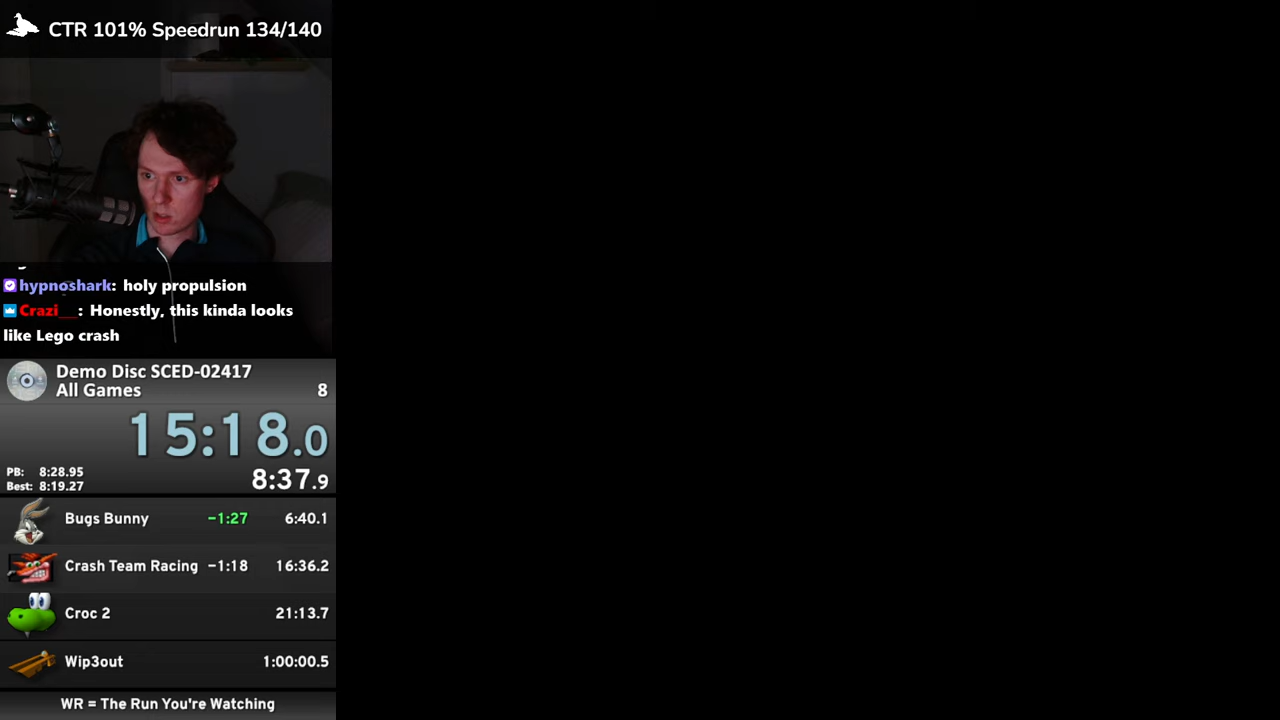 CTR 101% Speedrun 134/140
hypnoshark: holy propulsion
Crazi__: Honestly, this kinda looks
like Lego crash
Demo Disc SCED-02417
All Games 8
15:18.0
PB: 8:28.95
Best: 8:19.27
8:37.9
Bugs Bunny −1:27 6:40.1
Crash Team Racing −1:18 16:36.2
Croc 2 21:13.7
Wip3out 1:00:00.5
WR = The Run You're Watching